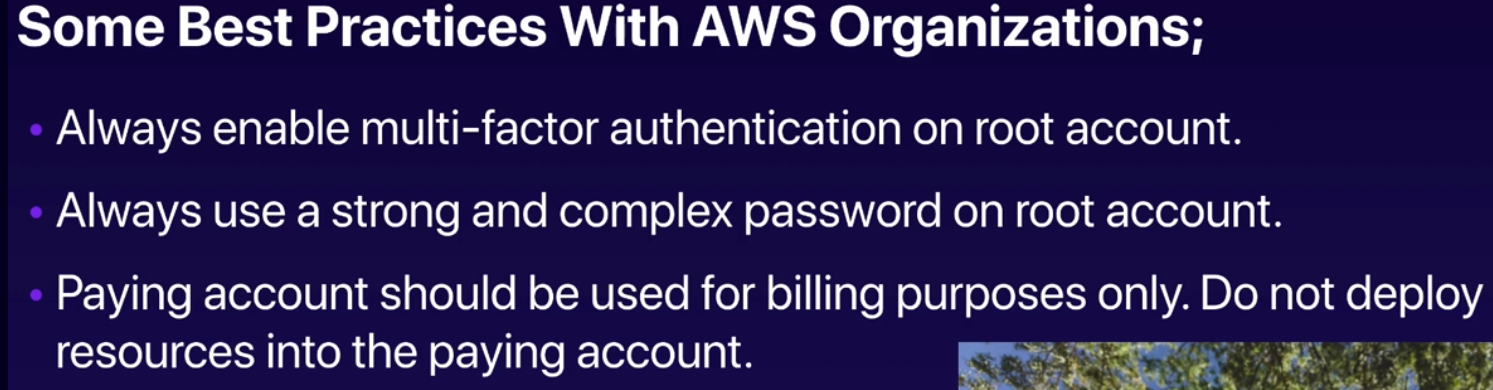 Some Best Practices With AWS Organizations;
• Always enable multi-factor authentication on root account.
• Always use a strong and complex password on root account.
• Paying account should be used for billing purposes only. Do not deploy
resources into the paying account.